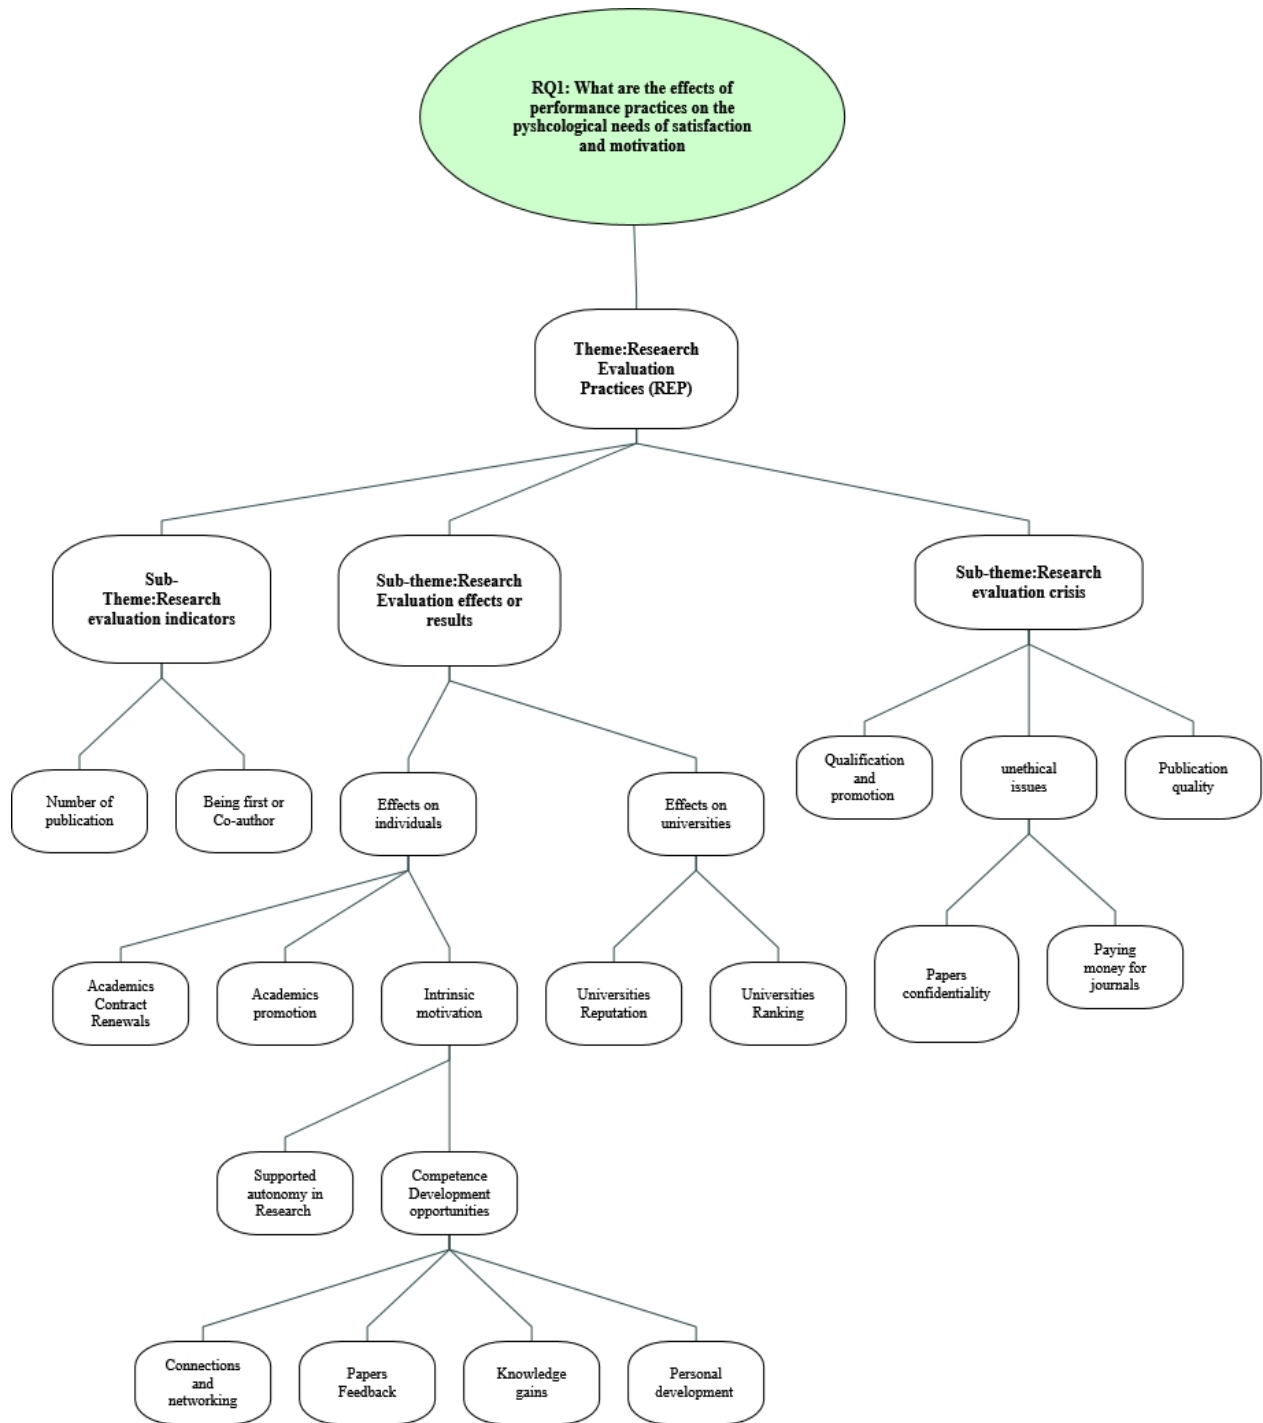 RQ1: What are the effects of
performance practices on the
pyshcological needs of satisfaction
and motivation
Theme:Reseaerch
Evaluation
Practices (REP)
Sub-
Theme:Research
evaluation indicators
Sub-theme:Research
Evaluation effects or
results
Sub-theme:Research
evaluation crisis
Number of
publication
Being first or
Co-author
Effects on
individuals
Effects on
universities
Qualification
and
promotion
unethical
issues
Publication
quality
Academics
Contract
Renewals
Academics
promotion
Intrinsic
motivation
Universities
Reputation
Universities
Ranking
Papers
confidentiality
Paying
money for
journals
Supported
autonomy in
Research
Competence
Development
opportunities
Connections
and
networking
Papers
Feedback
Knowledge
gains
Personal
development